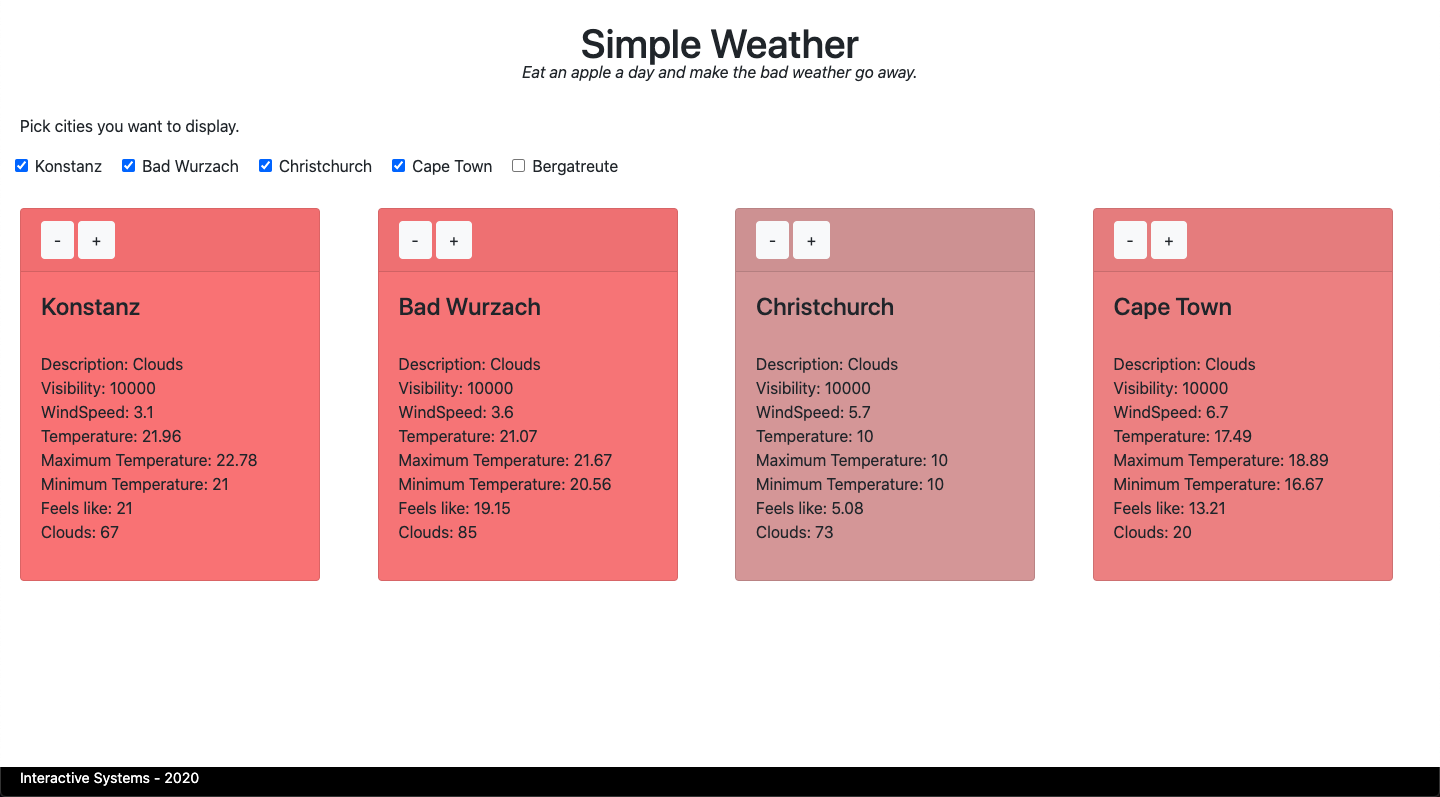 Simple Weather
Eat an apple a day and make the bad weather go away.
Pick cities you want to display.
Konstanz Bad Wurzach Christchurch Cape Town Bergatreute
- +
Konstanz
Description: Clouds
Visibility: 10000
WindSpeed: 3.1
Temperature: 21.96
Maximum Temperature: 22.78
Minimum Temperature: 21
Feels like: 21
Clouds: 67
- +
Bad Wurzach
Description: Clouds
Visibility: 10000
WindSpeed: 3.6
Temperature: 21.07
Maximum Temperature: 21.67
Minimum Temperature: 20.56
Feels like: 19.15
Clouds: 85
- +
Christchurch
Description: Clouds
Visibility: 10000
WindSpeed: 5.7
Temperature: 10
Maximum Temperature: 10
Minimum Temperature: 10
Feels like: 5.08
Clouds: 73
- +
Cape Town
Description: Clouds
Visibility: 10000
WindSpeed: 6.7
Temperature: 17.49
Maximum Temperature: 18.89
Minimum Temperature: 16.67
Feels like: 13.21
Clouds: 20
Interactive Systems - 2020